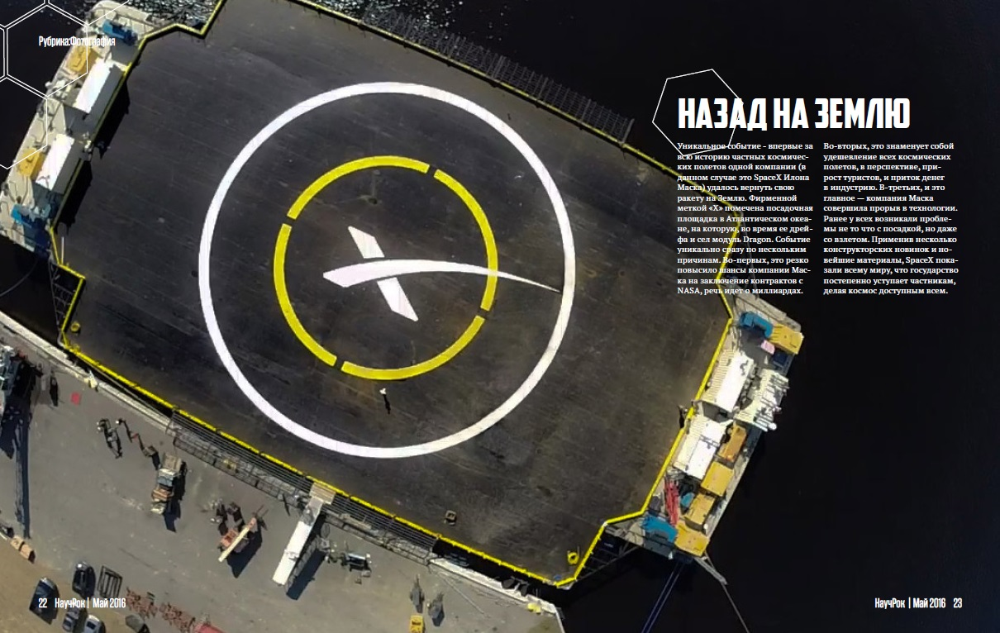 Рубрика:Фотография
НАЗАД НА ЗЕМЛЮ
Уникальное событие - впервые за
всю историю частных космичес-
ких полетов одной компании (в
данном случае это SpaceX Илона
Маска) удалось вернуть свою
ракету на Землю. Фирменной
меткой «X» помечена посадочная
площадка в Атлантическом океа-
не, на которую, во время ее дрей-
фа и сел модуль Dragon. Событие
уникально сразу по нескольким
причинам. Во-первых, это резко
повысило шансы компании Мас-
ка на заключение контрактов с
NASA, речь идет о миллиардах.
Во-вторых, это знаменует собой
удешевление всех космических
полетов, в перспективе, при-
рост туристов, и приток денег
в индустрию. В-третьих, и это
главное — компания Маска
совершила прорыв в технологии.
Ранее у всех возникали пробле-
мы не то что с посадкой, но даже
со взлетом. Применив несколько
конструкторских новинок и но-
вейшие материалы, SpaceX пока-
зали всему миру, что государство
постепенно уступает частникам,
делая космос доступным всем.
22 НаучРок | Май 2016
НаучРок | Май 2016 23